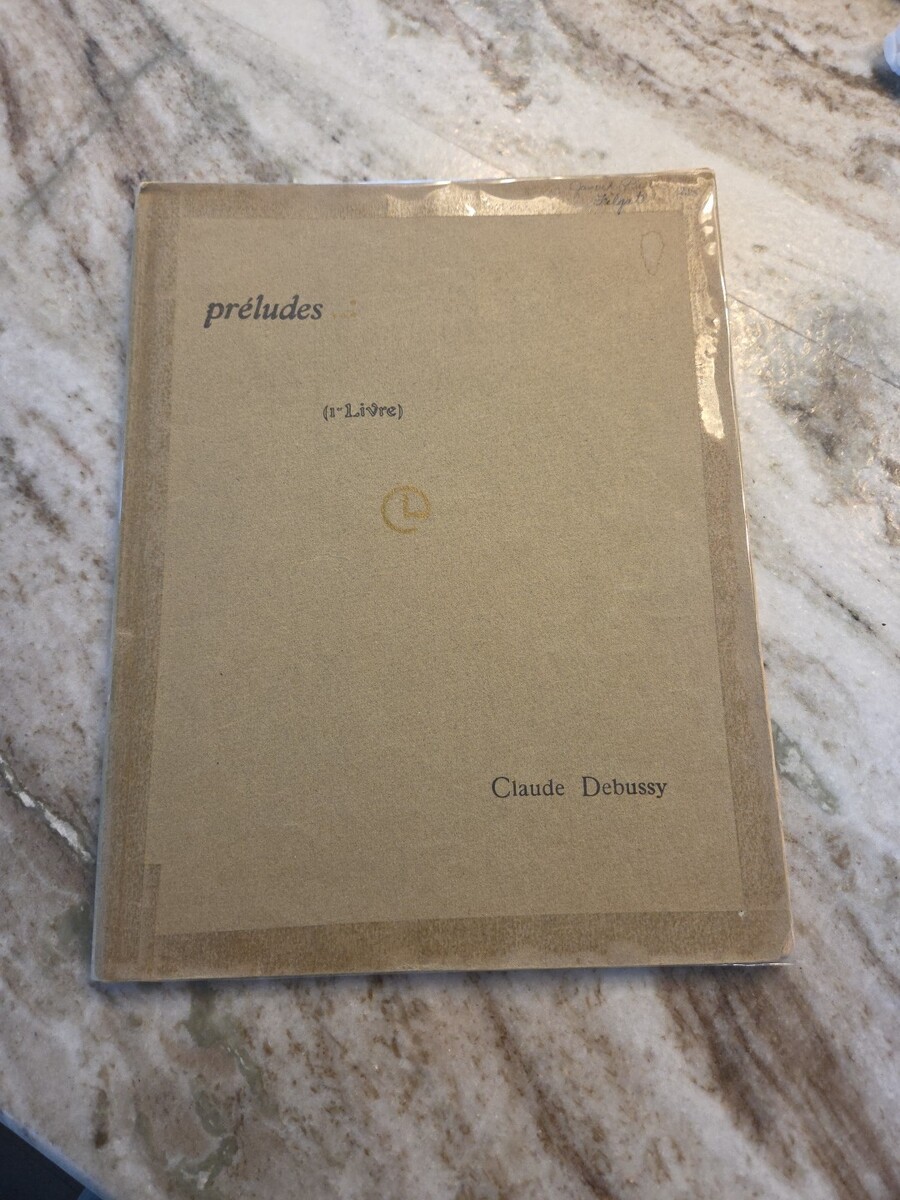 préludes
(1ᵉʳ Livre)
Claude Debussy